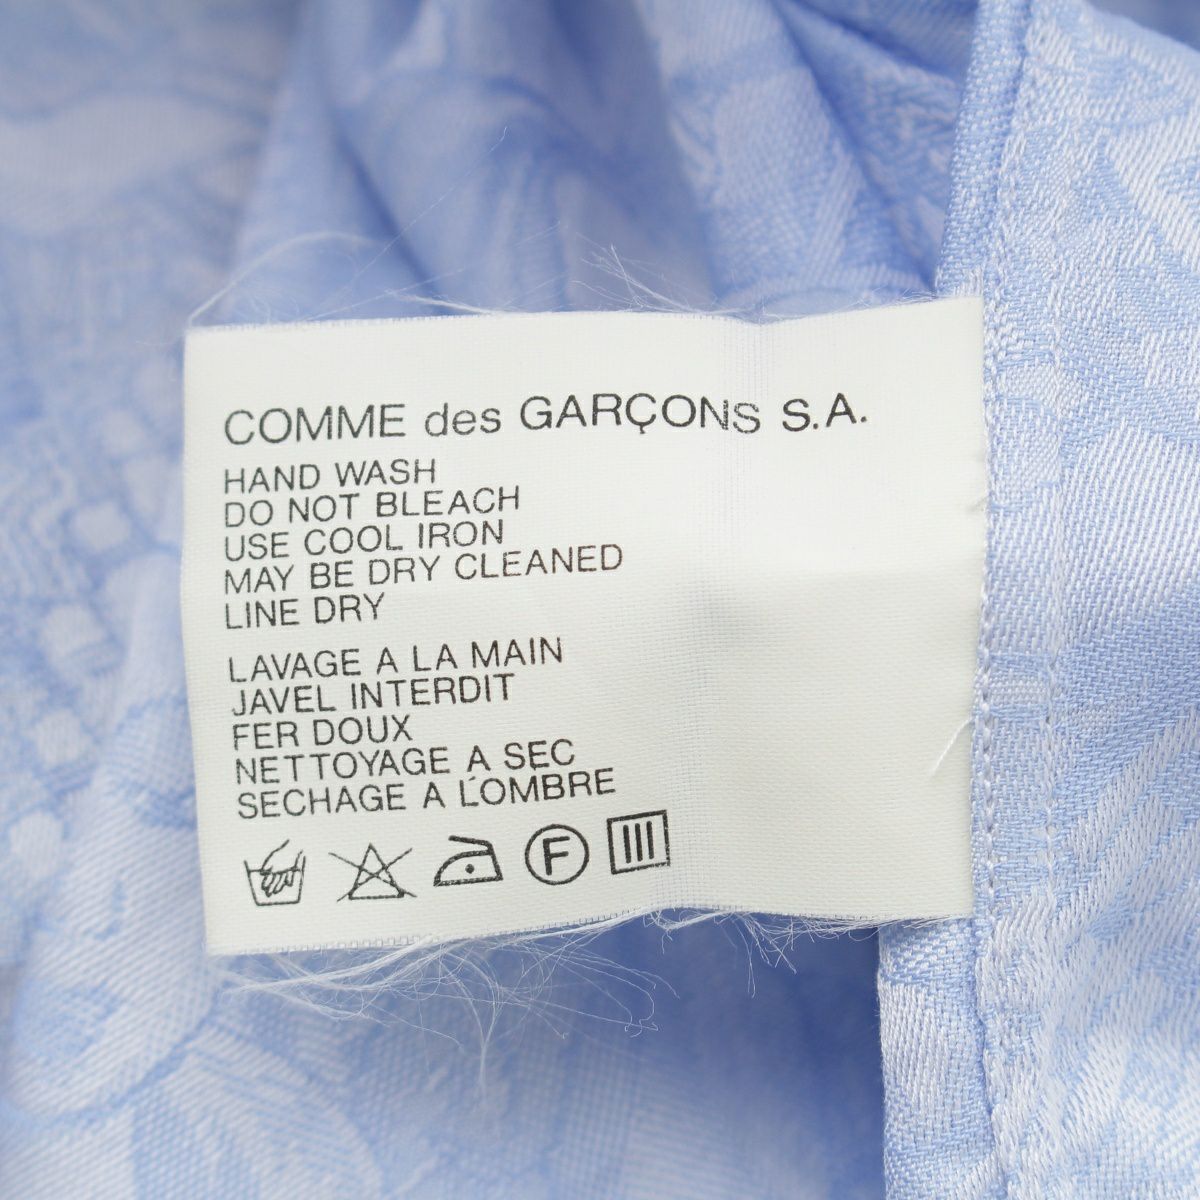 COMME des GARÇONS S.A.
HAND WASH
DO NOT BLEACH
USE COOL IRON
MAY BE DRY CLEANED
LINE DRY
LAVAGE A LA MAIN
JAVEL INTERDIT
FER DOUX
NETTOYAGE A SEC
SECHAGE A L'OMBRE
F